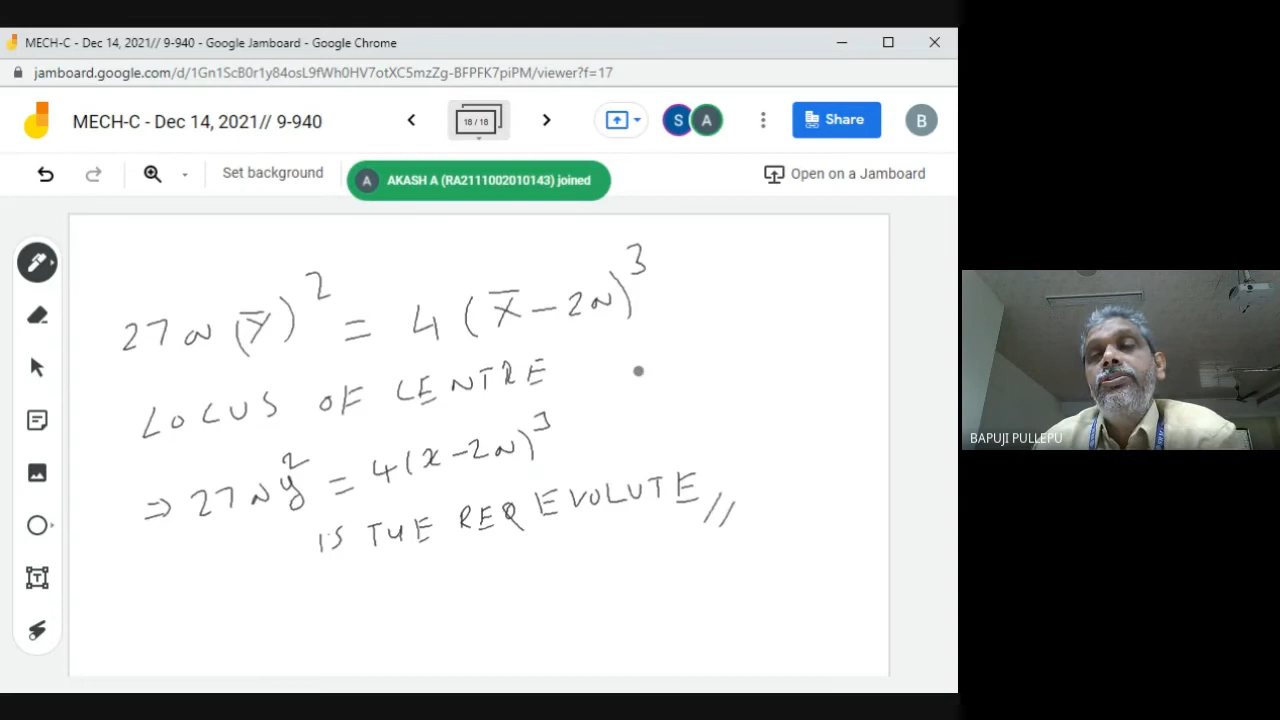 MECH-C - Dec 14, 2021// 9-940 - Google Jamboard - Google Chrome
jamboard.google.com/d/1Gn1ScB0r1y84osL9fWh0HV7otXC5mzZg-BFPFK7piPM/viewer?f=17
MECH-C - Dec 14, 2021// 9-940
18 / 18
S A
Share
B
Set background
A AKASH A (RA2111002010143) joined
Open on a Jamboard
27a(ȳ)² = 4(x̄-2a)³
LOCUS OF CENTRE
⇒ 27ay² = 4(x-2a)³
IS THE REQ EVOLUTE //
BAPUJI PULLEPU